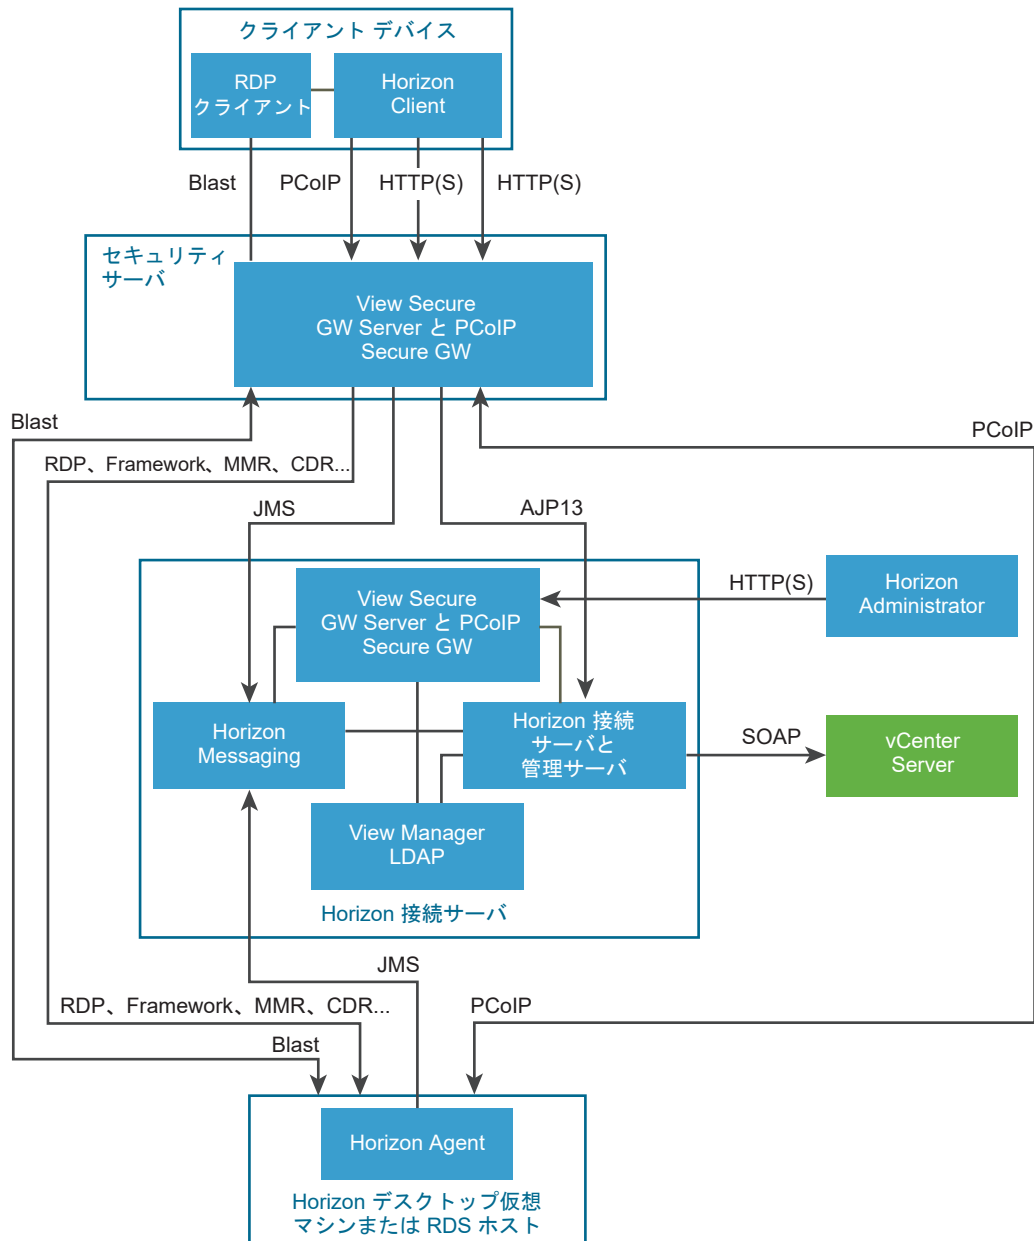 クライアント デバイス
RDP
クライアント
Horizon
Client
Blast
PCoIP
HTTP(S)
HTTP(S)
セキュリティ
サーバ
View Secure
GW Server と PCoIP
Secure GW
Blast
PCoIP
RDP、Framework、MMR、CDR...
JMS
AJP13
View Secure
GW Server と PCoIP
Secure GW
HTTP(S)
Horizon
Administrator
Horizon
Messaging
Horizon 接続
サーバと
管理サーバ
SOAP
vCenter
Server
View Manager
LDAP
Horizon 接続サーバ
JMS
RDP、Framework、MMR、CDR...
PCoIP
Blast
Horizon Agent
Horizon デスクトップ仮想
マシンまたは RDS ホスト